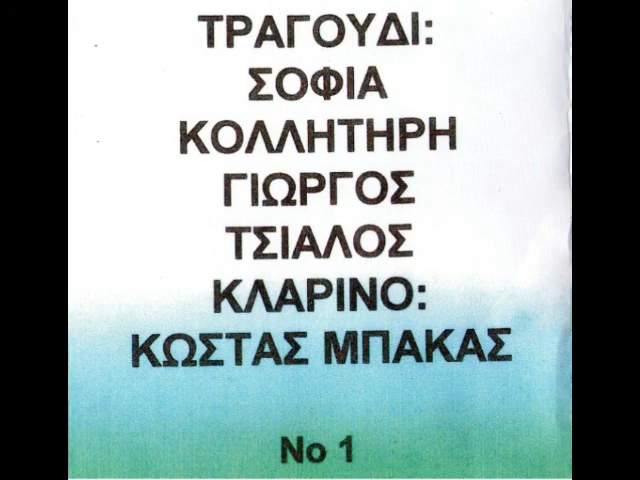 ΤΡΑΓΟΥΔΙ:
ΣΟΦΙΑ
ΚΟΛΛΗΤΗΡΗ
ΓΙΩΡΓΟΣ
ΤΣΙΑΛΟΣ
ΚΛΑΡΙΝΟ:
ΚΩΣΤΑΣ ΜΠΑΚΑΣ
No 1